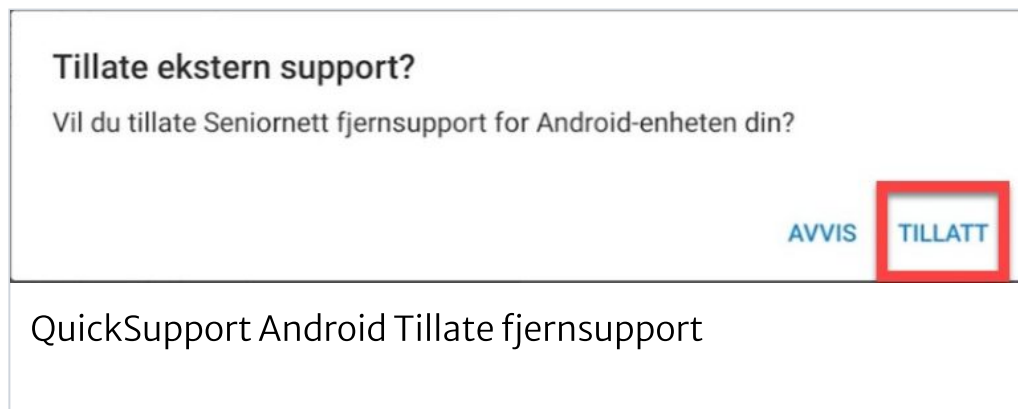 Tillate ekstern support?
Vil du tillate Seniornett fjernsupport for Android-enheten din?
AVVIS TILLATT
QuickSupport Android Tillate fjernsupport